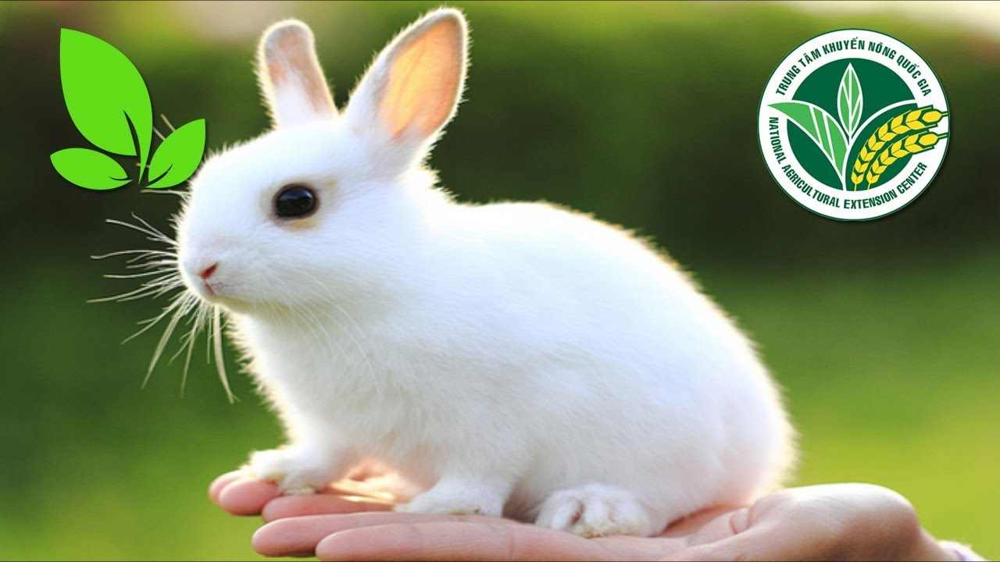 TRUNG TÂM KHUYẾN NÔNG QUỐC GIA
NATIONAL AGRICULTURAL EXTENSION CENTER